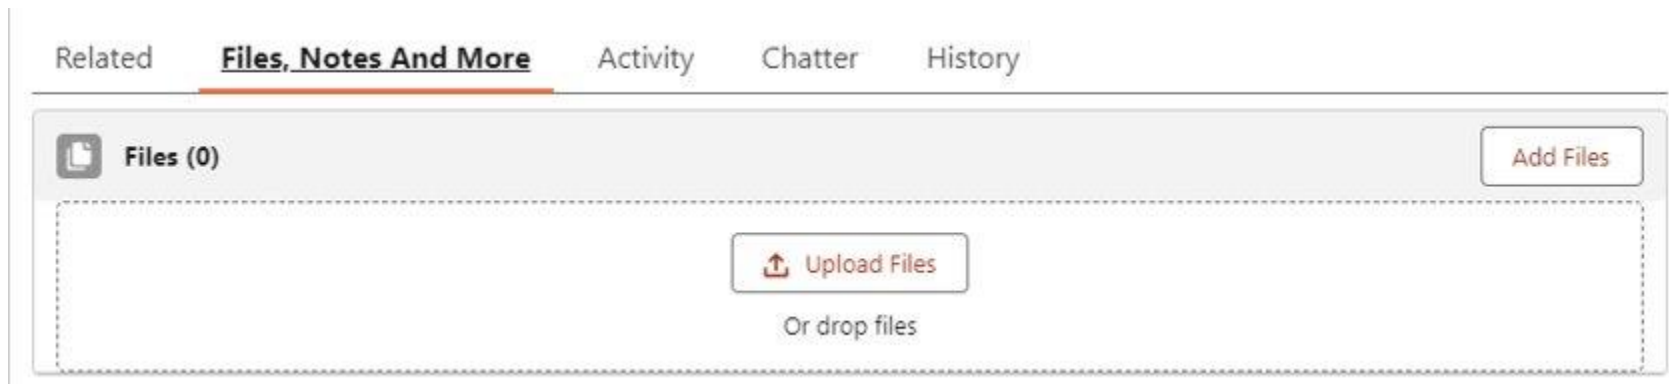 Related Files, Notes And More Activity Chatter History
Files (0) Add Files
Upload Files
Or drop files